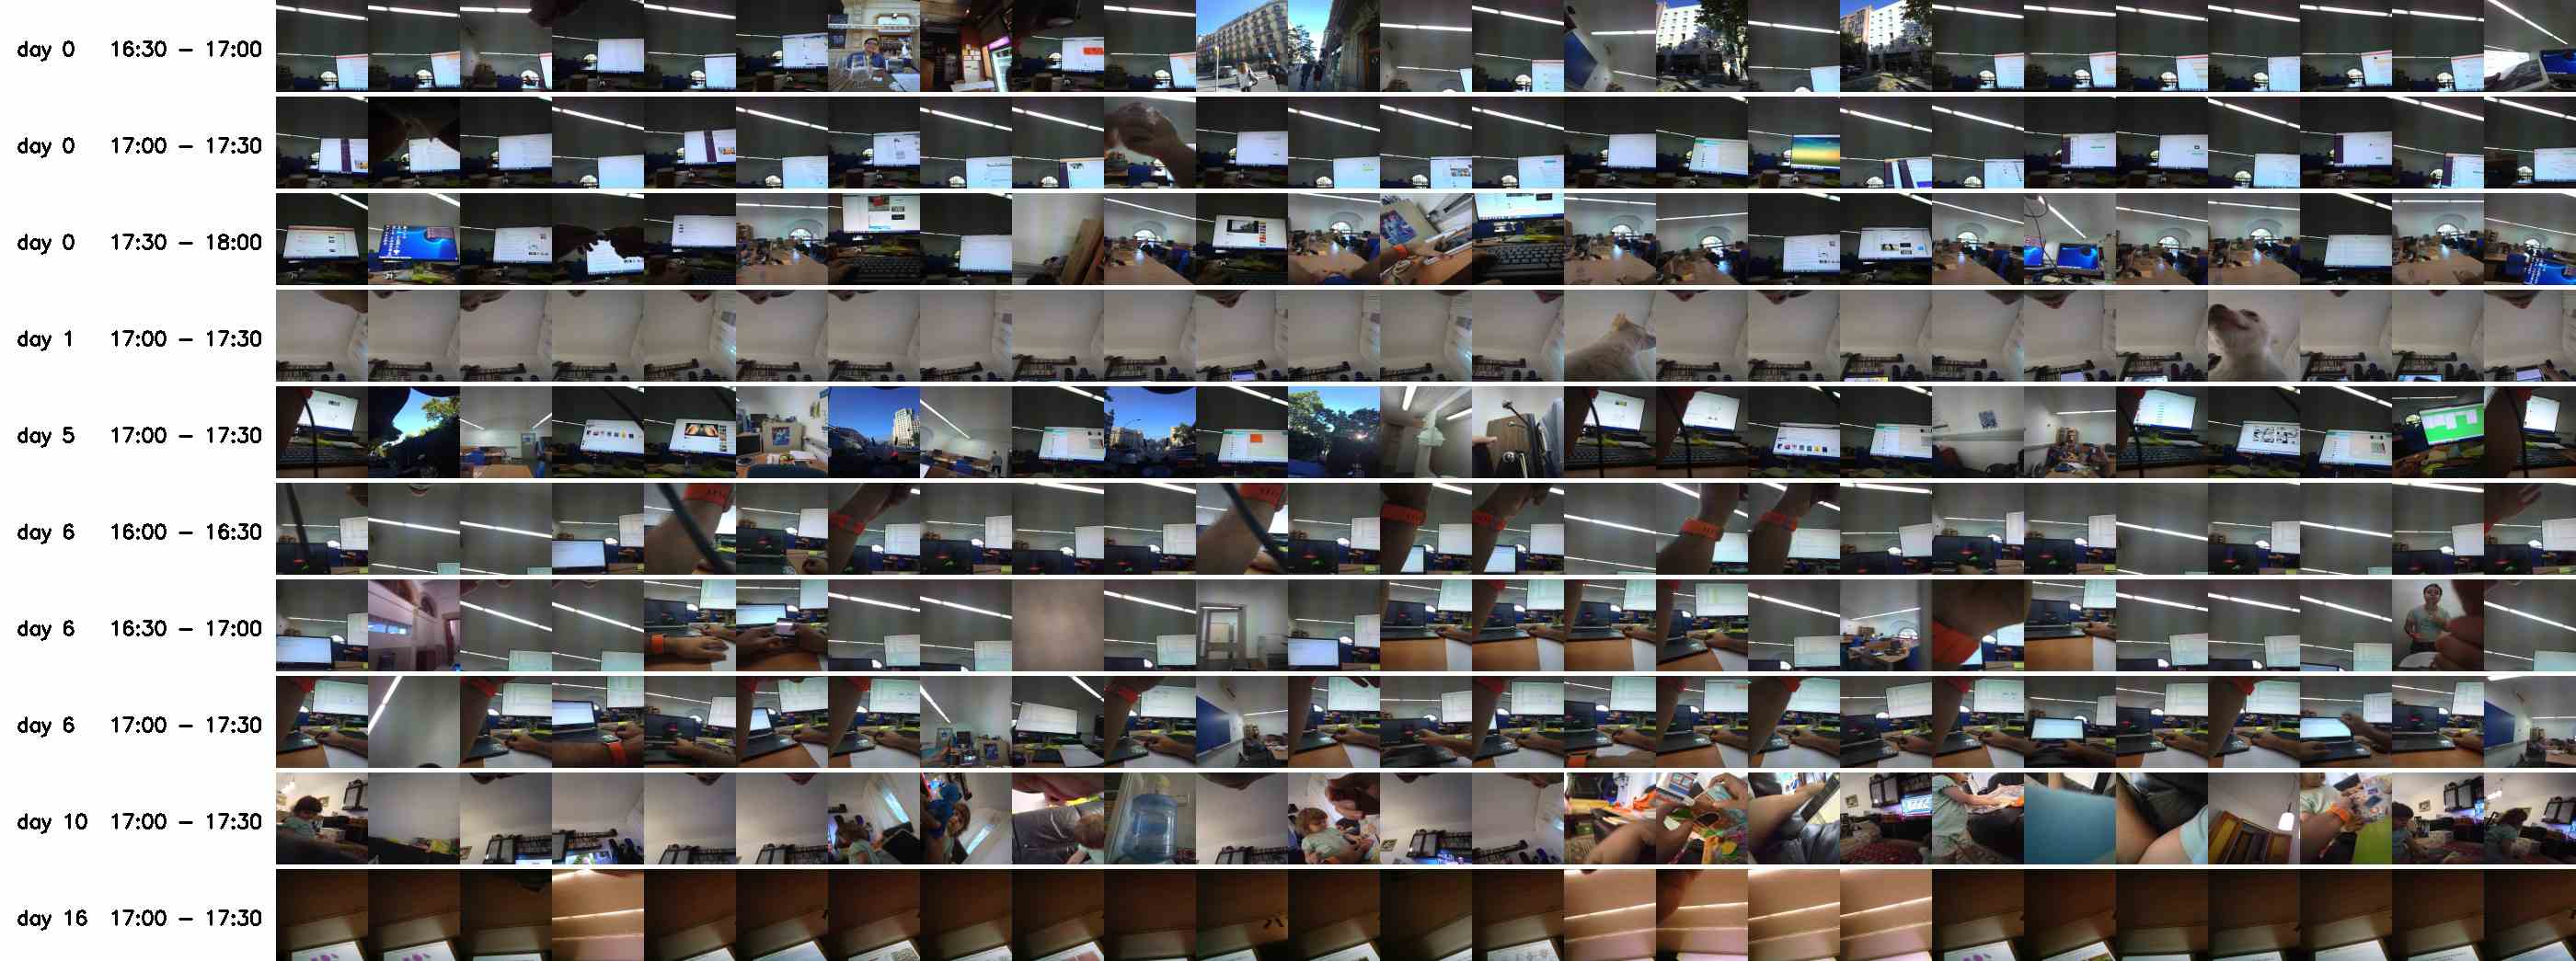 day 0 16:30 - 17:00
day 0 17:00 - 17:30
day 0 17:30 - 18:00
day 1 17:00 - 17:30
day 5 17:00 - 17:30
day 6 16:00 - 16:30
day 6 16:30 - 17:00
day 6 17:00 - 17:30
day 10 17:00 - 17:30
day 16 17:00 - 17:30